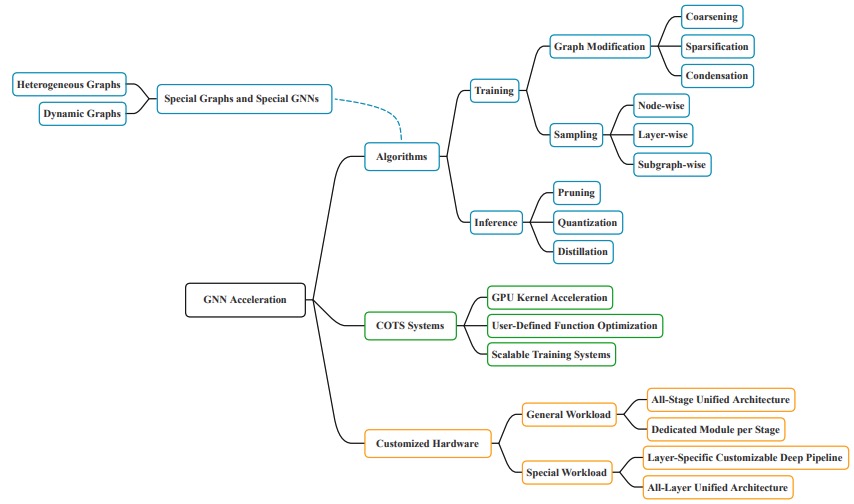 Coarsening
Graph Modification
Sparsification
Condensation
Heterogeneous Graphs
Special Graphs and Special GNNs
Dynamic Graphs
Training
Node-wise
Sampling
Layer-wise
Subgraph-wise
Algorithms
Pruning
Inference
Quantization
Distillation
GNN Acceleration
GPU Kernel Acceleration
COTS Systems
User-Defined Function Optimization
Scalable Training Systems
All-Stage Unified Architecture
General Workload
Dedicated Module per Stage
Customized Hardware
Layer-Specific Customizable Deep Pipeline
Special Workload
All-Layer Unified Architecture